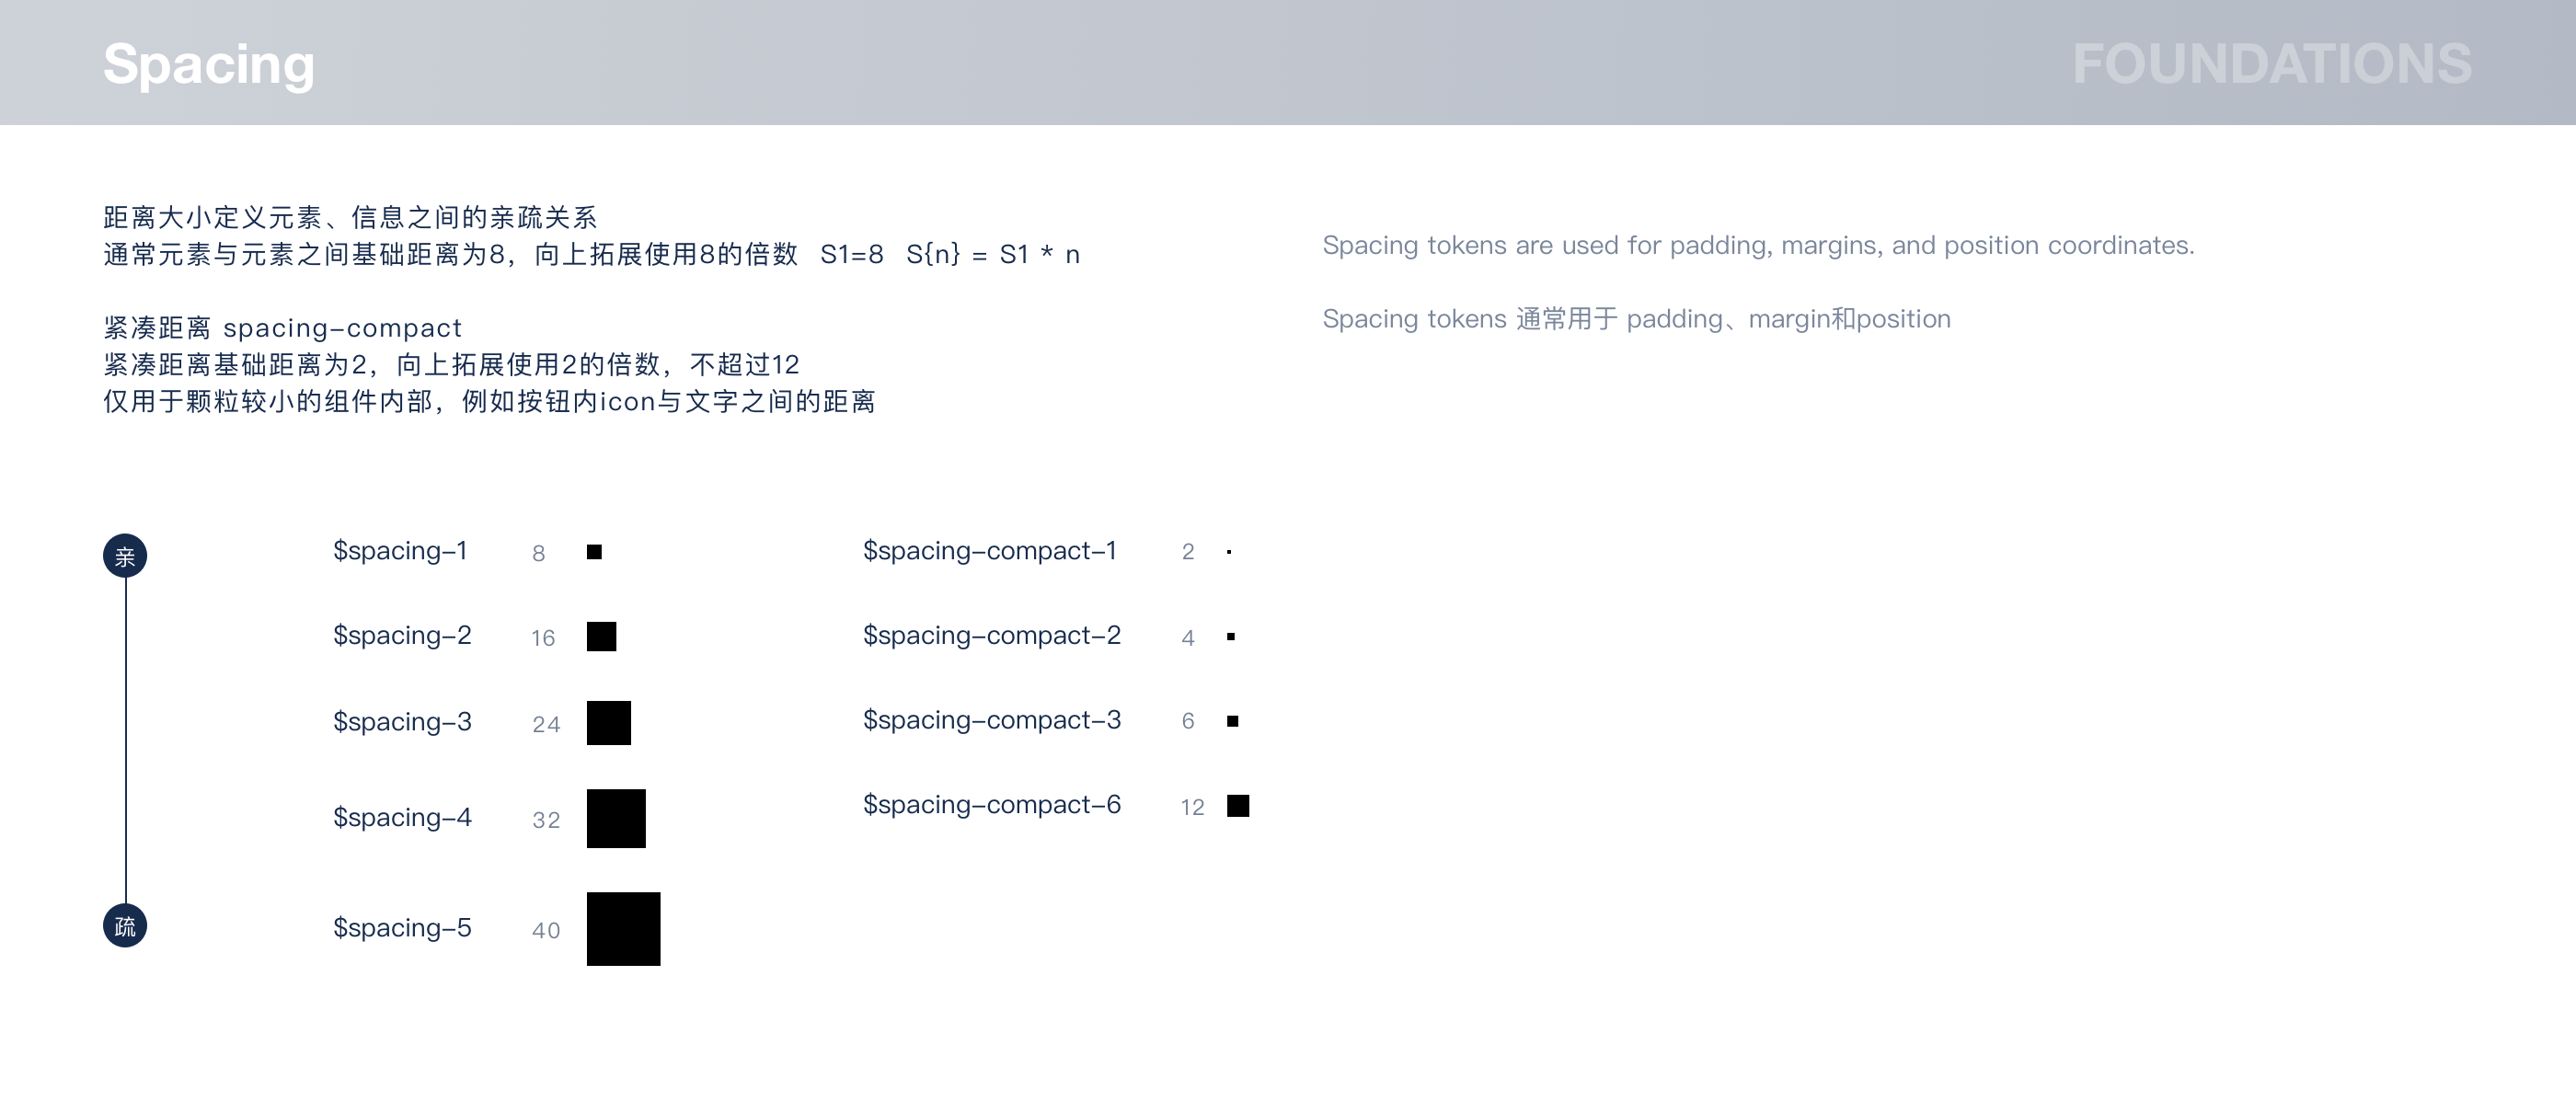 Spacing
FOUNDATIONS
距离大小定义元素、信息之间的亲疏关系
通常元素与元素之间基础距离为8，向上拓展使用8的倍数 S1=8 S{n} = S1 * n
紧凑距离 spacing-compact
紧凑距离基础距离为2，向上拓展使用2的倍数，不超过12
仅用于颗粒较小的组件内部，例如按钮内icon与文字之间的距离
Spacing tokens are used for padding, margins, and position coordinates.
Spacing tokens 通常用于 padding、margin和position
亲
疏
$spacing-1 8
$spacing-2 16
$spacing-3 24
$spacing-4 32
$spacing-5 40
$spacing-compact-1 2
$spacing-compact-2 4
$spacing-compact-3 6
$spacing-compact-6 12